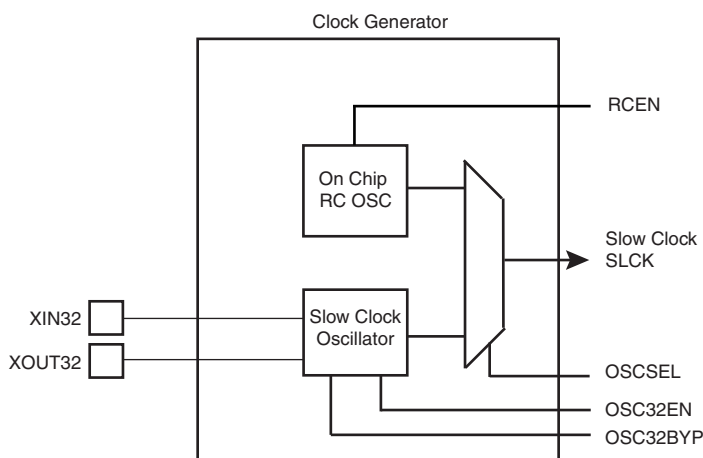 Clock Generator
RCEN
On Chip
RC OSC
Slow Clock
SLCK
XIN32
Slow Clock
Oscillator
XOUT32
OSCSEL
OSC32EN
OSC32BYP